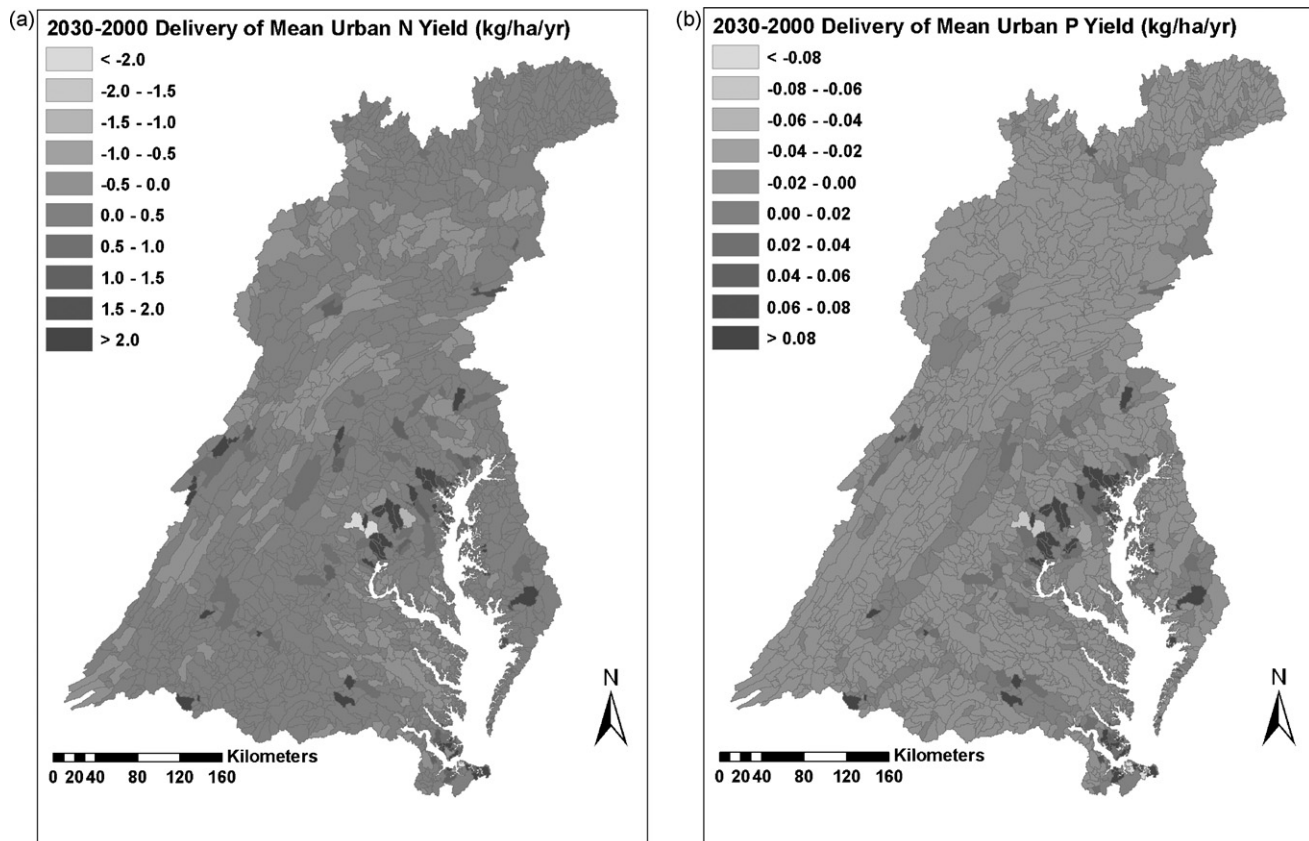 (a)
2030-2000 Delivery of Mean Urban N Yield (kg/ha/yr)
< -2.0
-2.0 - -1.5
-1.5 - -1.0
-1.0 - -0.5
-0.5 - 0.0
0.0 - 0.5
0.5 - 1.0
1.0 - 1.5
1.5 - 2.0
> 2.0
N
Kilometers
0 20 40 80 120 160
(b)
2030-2000 Delivery of Mean Urban P Yield (kg/ha/yr)
< -0.08
-0.08 - -0.06
-0.06 - -0.04
-0.04 - -0.02
-0.02 - 0.00
0.00 - 0.02
0.02 - 0.04
0.04 - 0.06
0.06 - 0.08
> 0.08
N
Kilometers
0 20 40 80 120 160